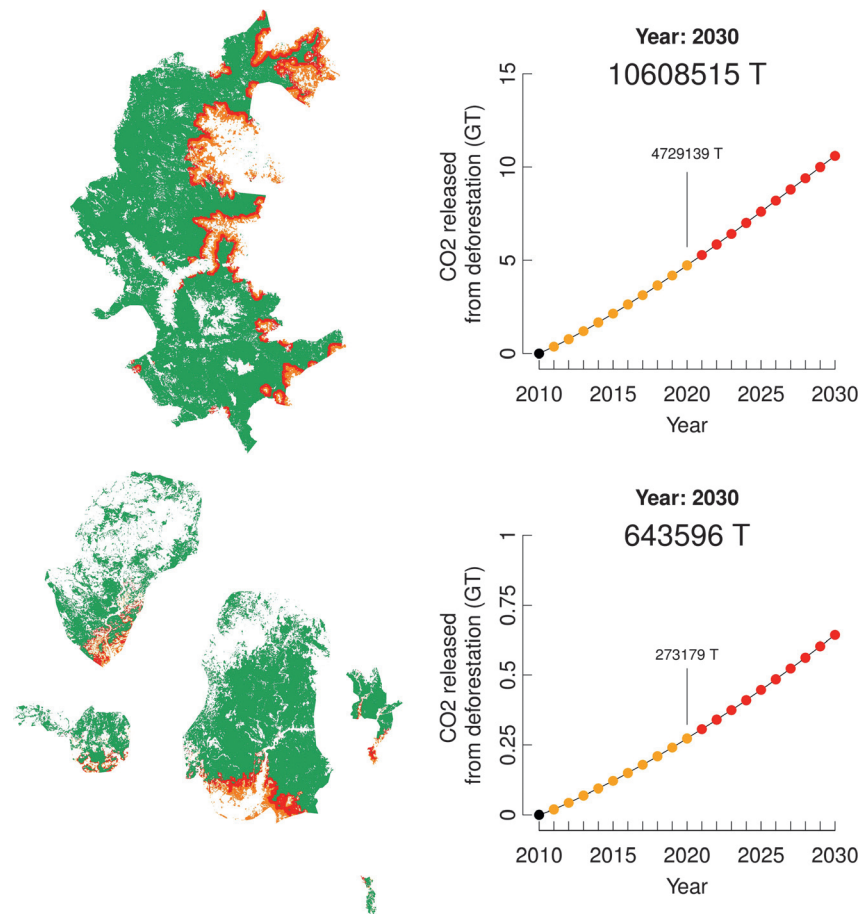 Year: 2030
10608515 T
15
10
5
0
4729139 T
CO2 released
from deforestation (GT)
2010 2015 2020 2025 2030
Year
Year: 2030
643596 T
1
0.75
0.5
0.25
0
273179 T
CO2 released
from deforestation (GT)
2010 2015 2020 2025 2030
Year